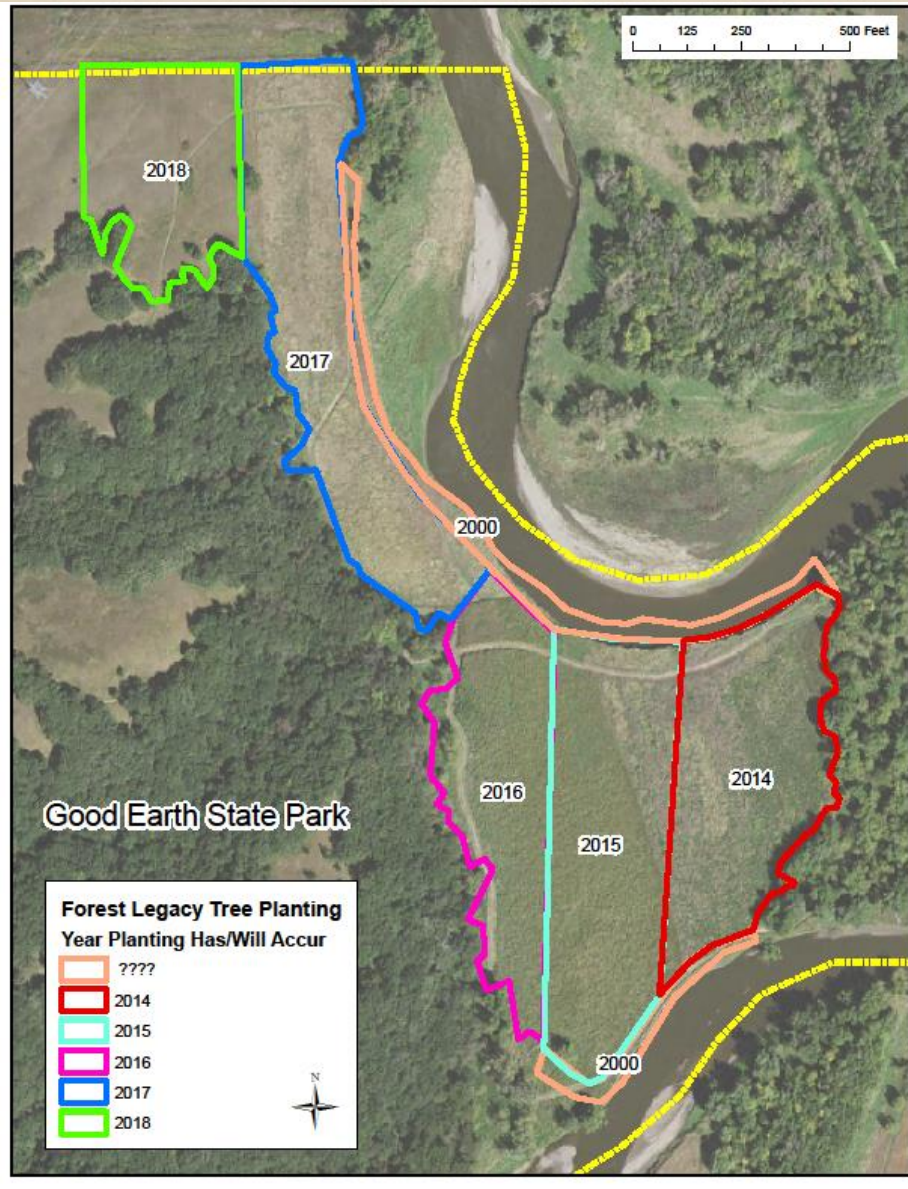 0 125 250 500 Feet
2018
2017
2000
2016
2015
2014
2000
Good Earth State Park
Forest Legacy Tree Planting
Year Planting Has/Will Accur
????
2014
2015
2016
2017
2018
N